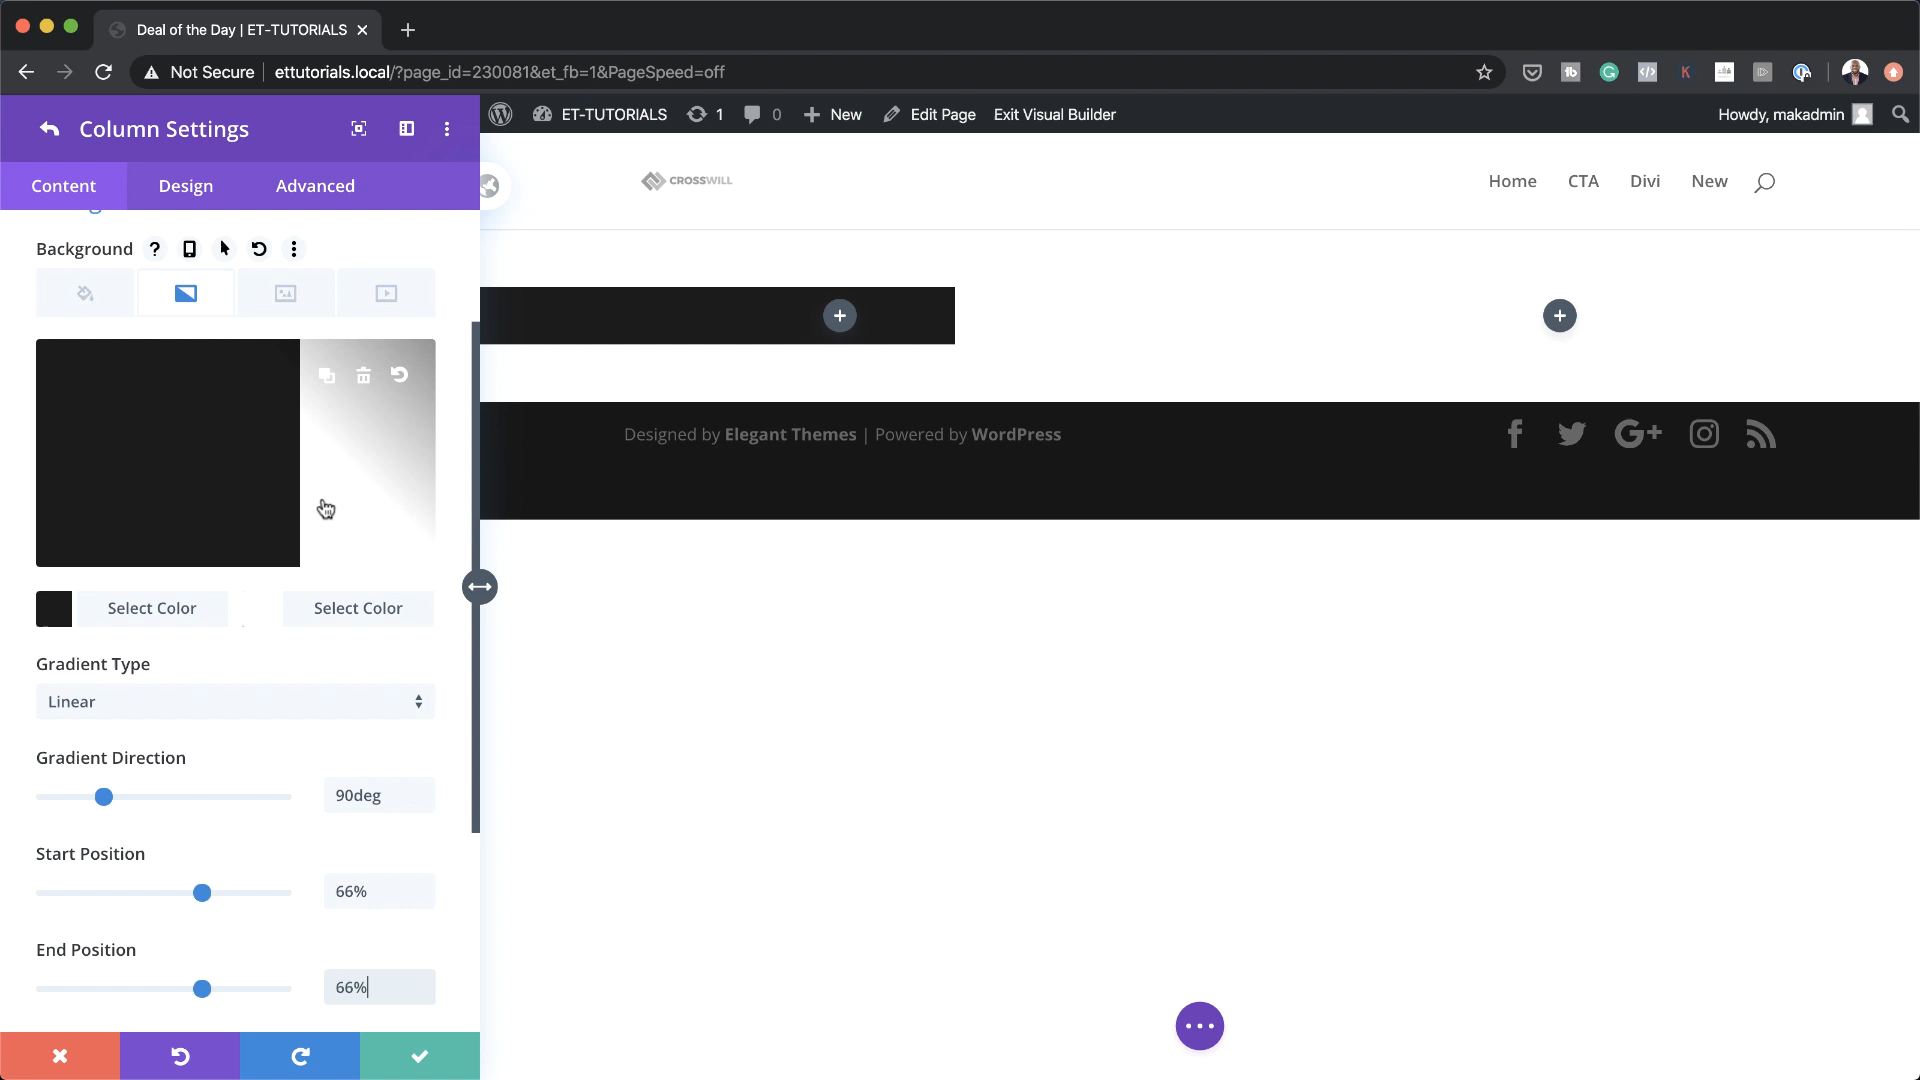 Deal of the Day | ET-TUTORIALS
Not Secure
ettutorials.local/?page_id=230081&et_fb=1&PageSpeed=off
Column Settings
ET-TUTORIALS 1 0 New Edit Page Exit Visual Builder
Howdy, makadmin
Content Design Advanced
CROSSWILL
Home CTA Divi New
Background
Designed by Elegant Themes | Powered by WordPress
Select Color Select Color
Gradient Type
Linear
Gradient Direction
90deg
Start Position
66%
End Position
66%